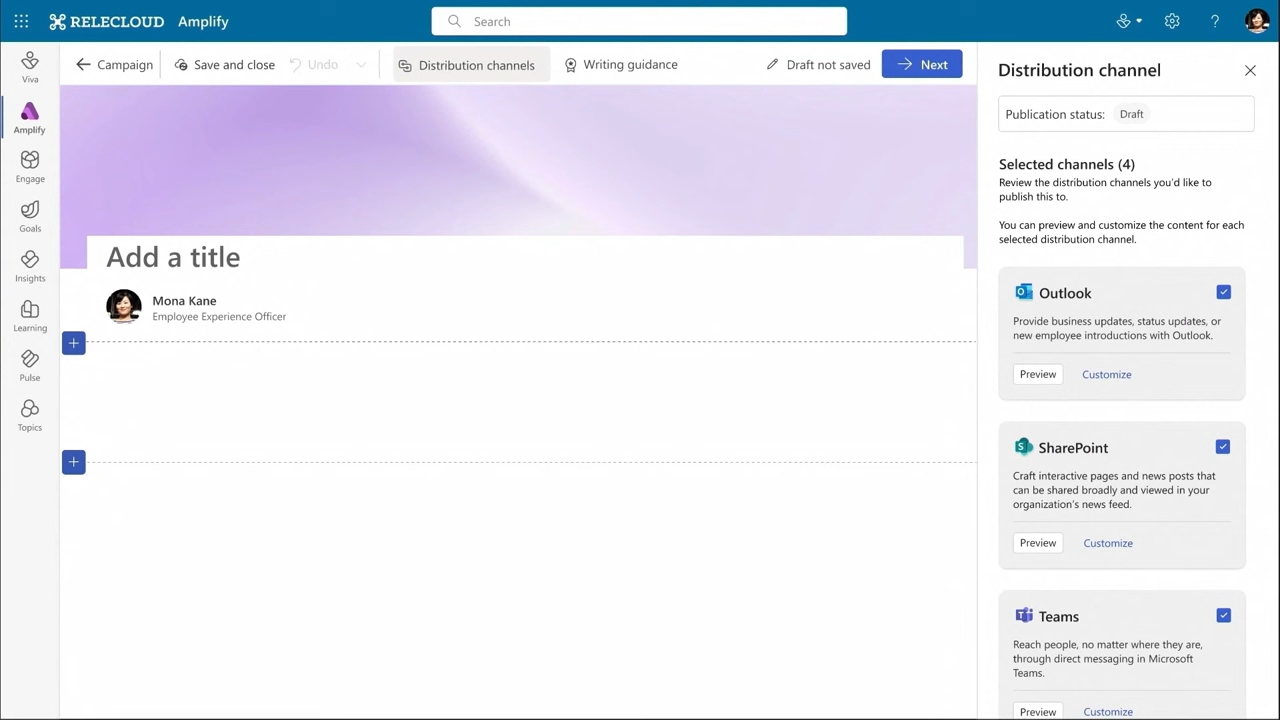 RELECLOUD Amplify Search ?
Campaign Save and close Undo Distribution channels Writing guidance Draft not saved Next
Viva
Amplify
Engage
Goals
Insights
Learning
Pulse
Topics
Add a title
Mona Kane
Employee Experience Officer
Distribution channel
Publication status: Draft
Selected channels (4)
Review the distribution channels you'd like to
publish this to.
You can preview and customize the content for each
selected distribution channel.
Outlook
Provide business updates, status updates, or
new employee introductions with Outlook.
Preview Customize
SharePoint
Craft interactive pages and news posts that
can be shared broadly and viewed in your
organization's news feed.
Preview Customize
Teams
Reach people, no matter where they are,
through direct messaging in Microsoft
Teams.
Preview Customize